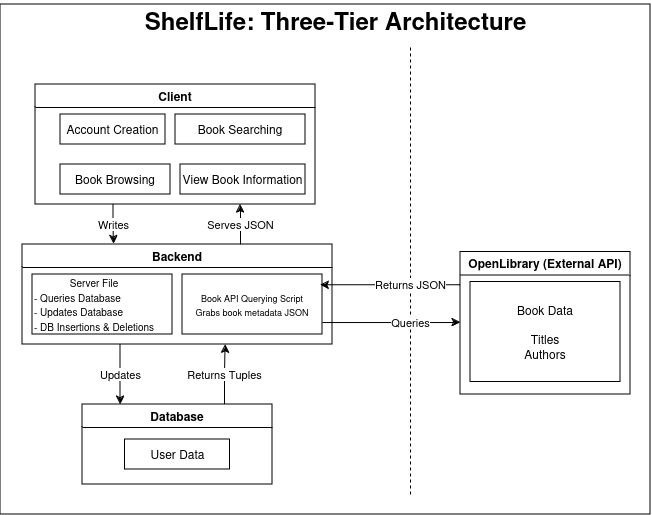 ShelfLife: Three-Tier Architecture
Client
Account Creation
Book Searching
Book Browsing
View Book Information
Writes
Serves JSON
Backend
Server File
- Queries Database
- Updates Database
- DB Insertions & Deletions
Book API Querying Script
Grabs book metadata JSON
Returns JSON
Queries
OpenLibrary (External API)
Book Data
Titles
Authors
Updates
Returns Tuples
Database
User Data